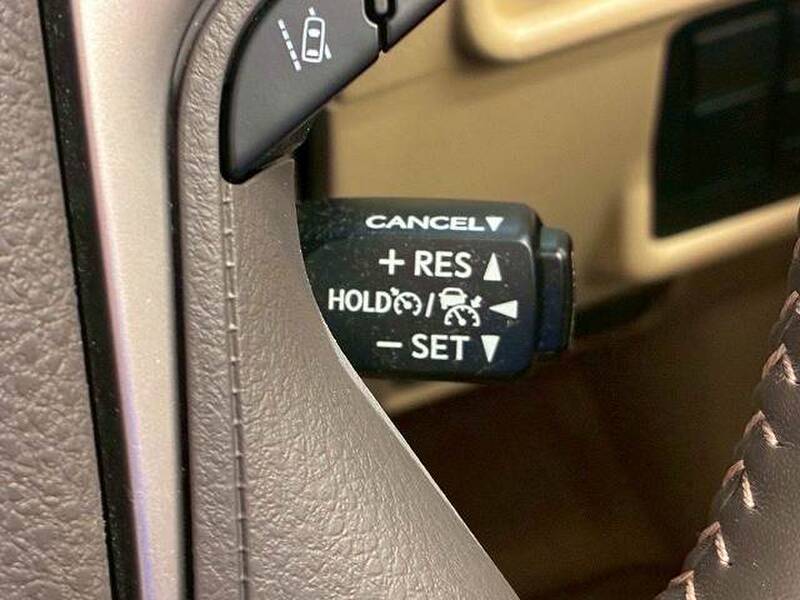 CANCEL▼
+ RES ▲
HOLD / ◀
− SET ▼